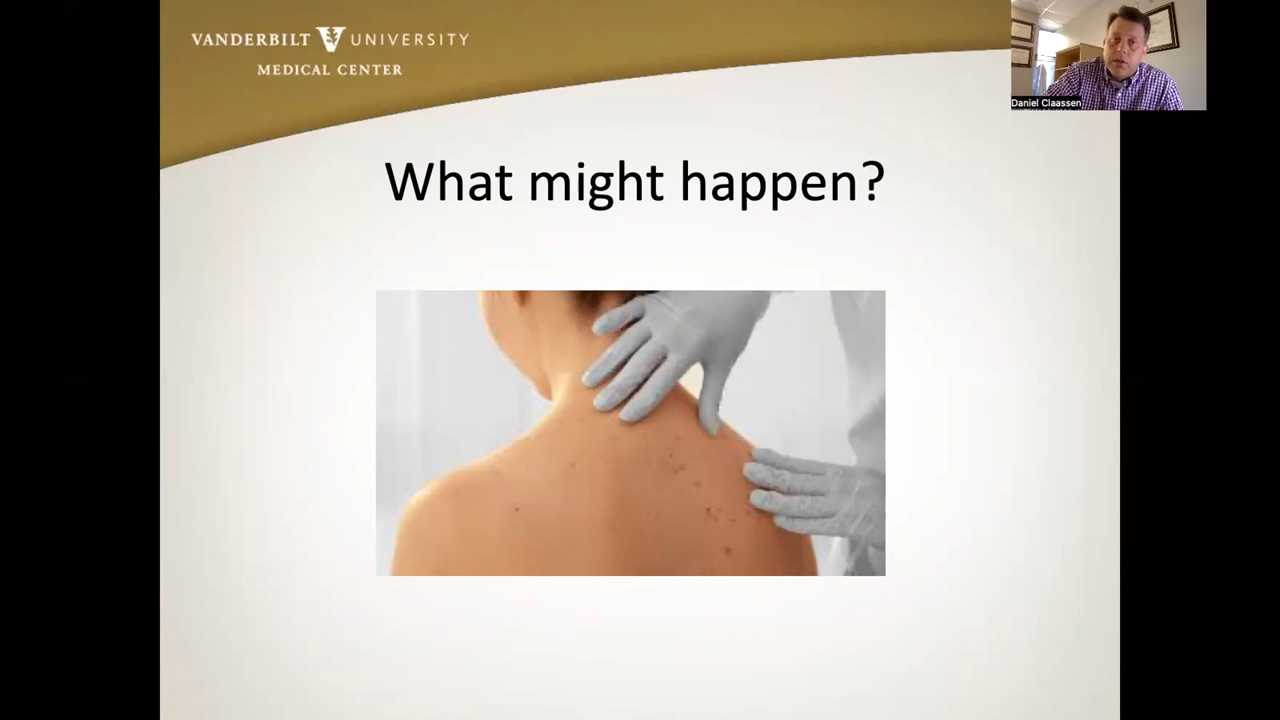 VANDERBILT UNIVERSITY
MEDICAL CENTER
Daniel Claassen
What might happen?